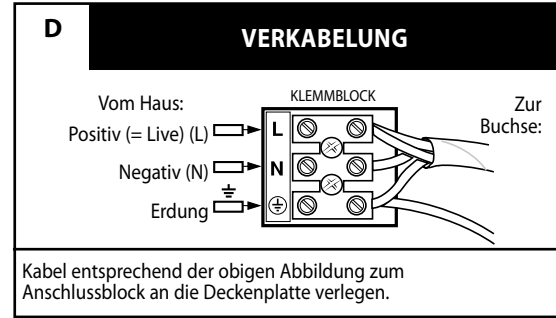 D
VERKABELUNG
Vom Haus:
KLEMMBLOCK
Zur
Buchse:
Positiv (= Live) (L)
L
Negativ (N)
N
Erdung
Kabel entsprechend der obigen Abbildung zum
Anschlussblock an die Deckenplatte verlegen.